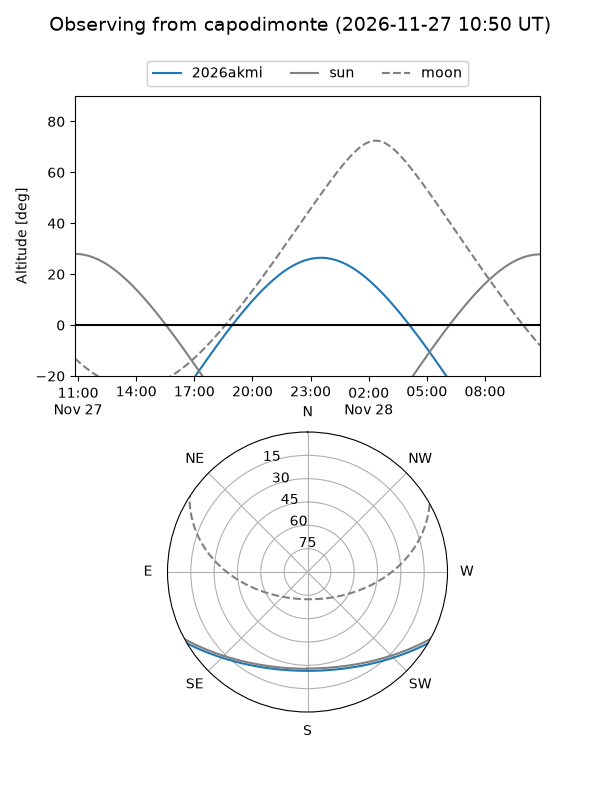 Observing from capodimonte (2026-11-27 10:50 UT)
2026akmi sun moon
Altitude [deg]
80
60
40
20
0
−20
11:00 14:00 17:00 20:00 23:00 02:00 05:00 08:00
Nov 27 Nov 28
N
NE NW
15
30
45
60
75
E W
SE SW
S